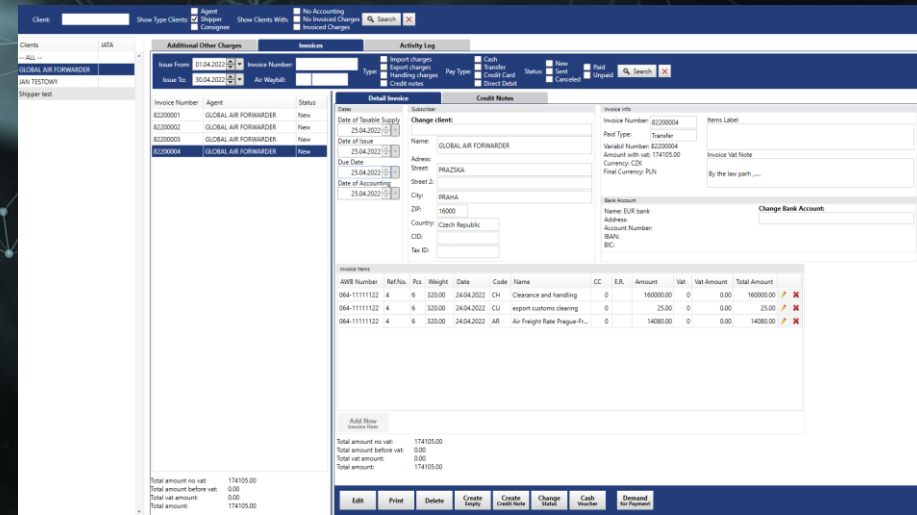 Client:
Show Type Clients:
Agent
Shipper
Consignee
Show Clients With:
No Accounting
No Invoiced Charges
Invoiced Charges
Search
Clients IATA
-- ALL --
GLOBAL AIR FORWARDER
JAN TESTOWY
Shipper test
Additional Other Charges Invoices Activity Log
Issue From: 01.04.2022 Invoice Number:
Issue To: 30.04.2022 Air Waybill:
Type:
Import charges
Export charges
Handling charges
Credit notes
Pay Type:
Cash
Transfer
Credit Card
Direct Debit
Status:
New
Sent
Canceled
Paid
Unpaid
Search
Invoice Number Agent Status
82200001 GLOBAL AIR FORWARDER New
82200002 GLOBAL AIR FORWARDER New
82200003 GLOBAL AIR FORWARDER New
82200004 GLOBAL AIR FORWARDER New
Total amount no vat: 174105.00
Total amount before vat: 0.00
Total vat amount: 0.00
Total amount: 174105.00
Detail Invoice Credit Notes
Dates
Date of Taxable Supply
25.04.2022
Date of Issue
25.04.2022
Due Date
25.04.2022
Date of Accounting
25.04.2022
Subscriber
Change client:
Name: GLOBAL AIR FORWARDER
Adress:
Street: PRAZSKA
Street 2:
City: PRAHA
ZIP: 16000
Country: Czech Republic
CID:
Tax ID:
Invoice Info
Invoice Number: 82200004
Paid Type: Transfer
Variabil Number: 82200004
Amount with vat: 174105.00
Currency: CZK
Final Currency: PLN
Items Label
Invoice Vat Note
By the law parh ,....
Bank Account
Name: EUR bank
Address:
Account Number:
IBAN:
BIC:
Change Bank Account:
Invoice Items
AWB Number Ref.No. Pcs Weight Date Code Name CC E.R. Amount Vat Vat Amount Total Amount
064-11111122 4 6 320.00 24.04.2022 CH Clearance and handling 0 160000.00 0 0.00 160000.00
064-11111122 4 6 320.00 24.04.2022 CU export customs clearing 0 25.00 0 0.00 25.00
064-11111122 4 6 320.00 24.04.2022 AR Air Freight Rate Prague-Fr... 0 14080.00 0 0.00 14080.00
Add New
Invoice Item
Total amount no vat: 174105.00
Total amount before vat: 0.00
Total vat amount: 0.00
Total amount: 174105.00
Edit
Print
Delete
Create
Empty
Create
Credit Note
Change
Status
Cash
Voucher
Demand
for Payment